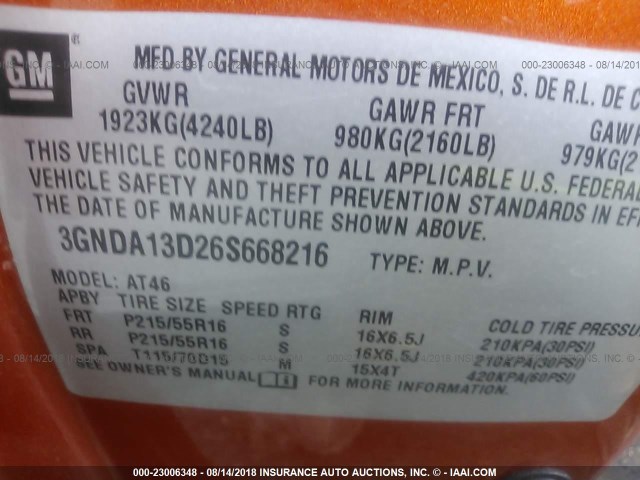 GM
MFD BY GENERAL MOTORS DE MEXICO, S. DE R.L. DE C
GVWR GAWR FRT GAWR
1923KG(4240LB) 980KG(2160LB) 979KG(2
THIS VEHICLE CONFORMS TO ALL APPLICABLE U.S. FEDERAL
VEHICLE SAFETY AND THEFT PREVENTION STANDARDS IN EFF
THE DATE OF MANUFACTURE SHOWN ABOVE.
3GNDA13D26S668216 TYPE: M.P.V.
MODEL: AT46
APBY TIRE SIZE SPEED RTG RIM COLD TIRE PRESSUR
FRT P215/55R16 S 16X6.5J 210KPA(30PSI)
RR P215/55R16 S 16X6.5J 210KPA(30PSI)
SPA T115/70D15 M 15X4T 420KPA(60PSI)
SEE OWNER'S MANUAL FOR MORE INFORMATION.
000-23006348 - 08/14/2018 INSURANCE AUTO AUCTIONS, INC. - © IAAI.COM